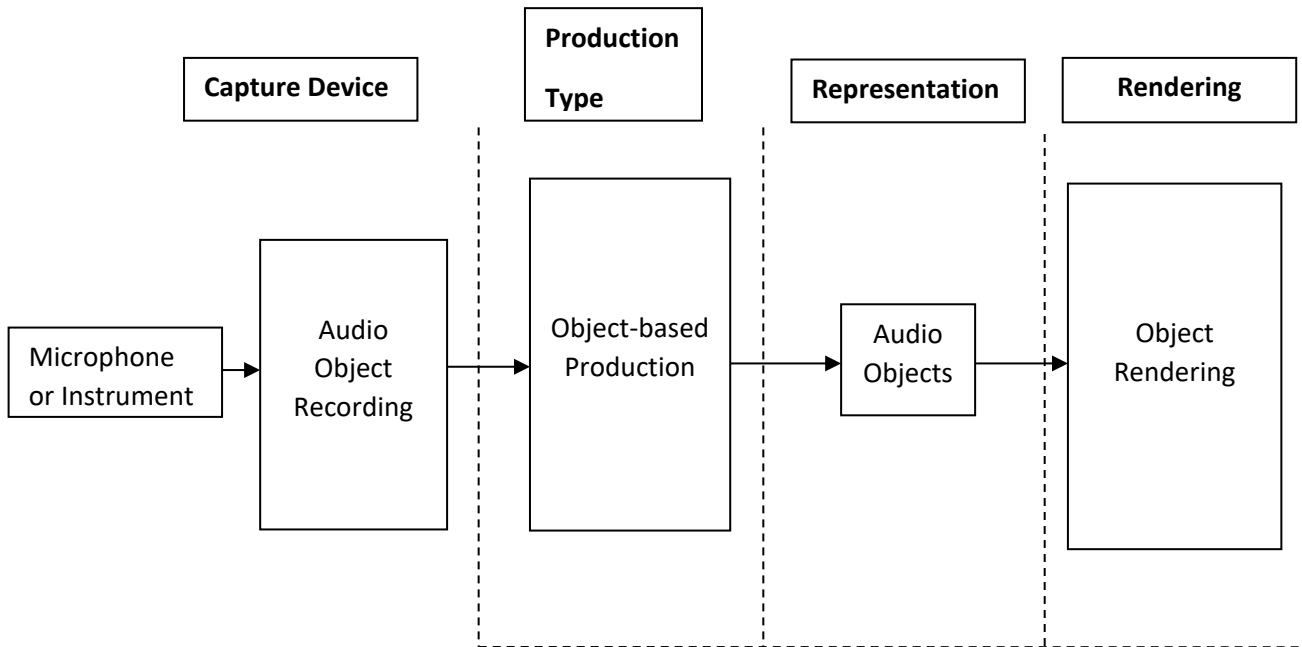 Production
Type
Capture Device
Representation
Rendering
Microphone
or Instrument
Audio
Object
Recording
Object-based
Production
Audio
Objects
Object
Rendering